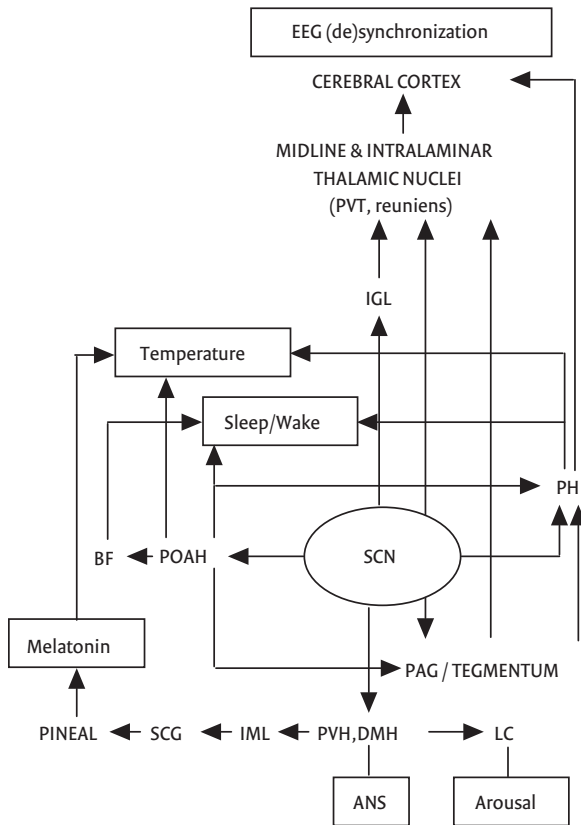 EEG (de)synchronization
CEREBRAL CORTEX
MIDLINE & INTRALAMINAR
THALAMIC NUCLEI
(PVT, reuniens)
IGL
Temperature
Sleep/Wake
PH
BF
POAH
SCN
Melatonin
PAG / TEGMENTUM
PINEAL
SCG
IML
PVH,DMH
LC
ANS
Arousal